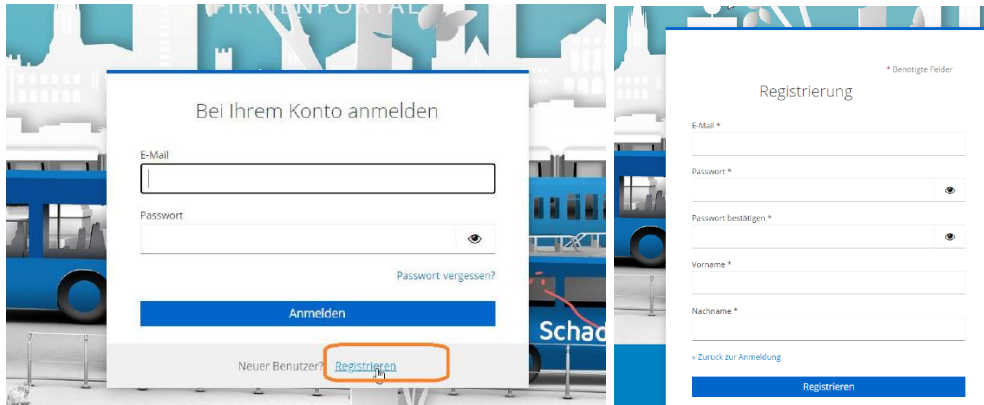 FIRMENPORTAL
Bei Ihrem Konto anmelden
E-Mail
Passwort
Passwort vergessen?
Anmelden
Neuer Benutzer? Registrieren
Schad
* Benötigte Felder
Registrierung
E-Mail *
Passwort *
Passwort bestätigen *
Vorname *
Nachname *
« Zurück zur Anmeldung
Registrieren